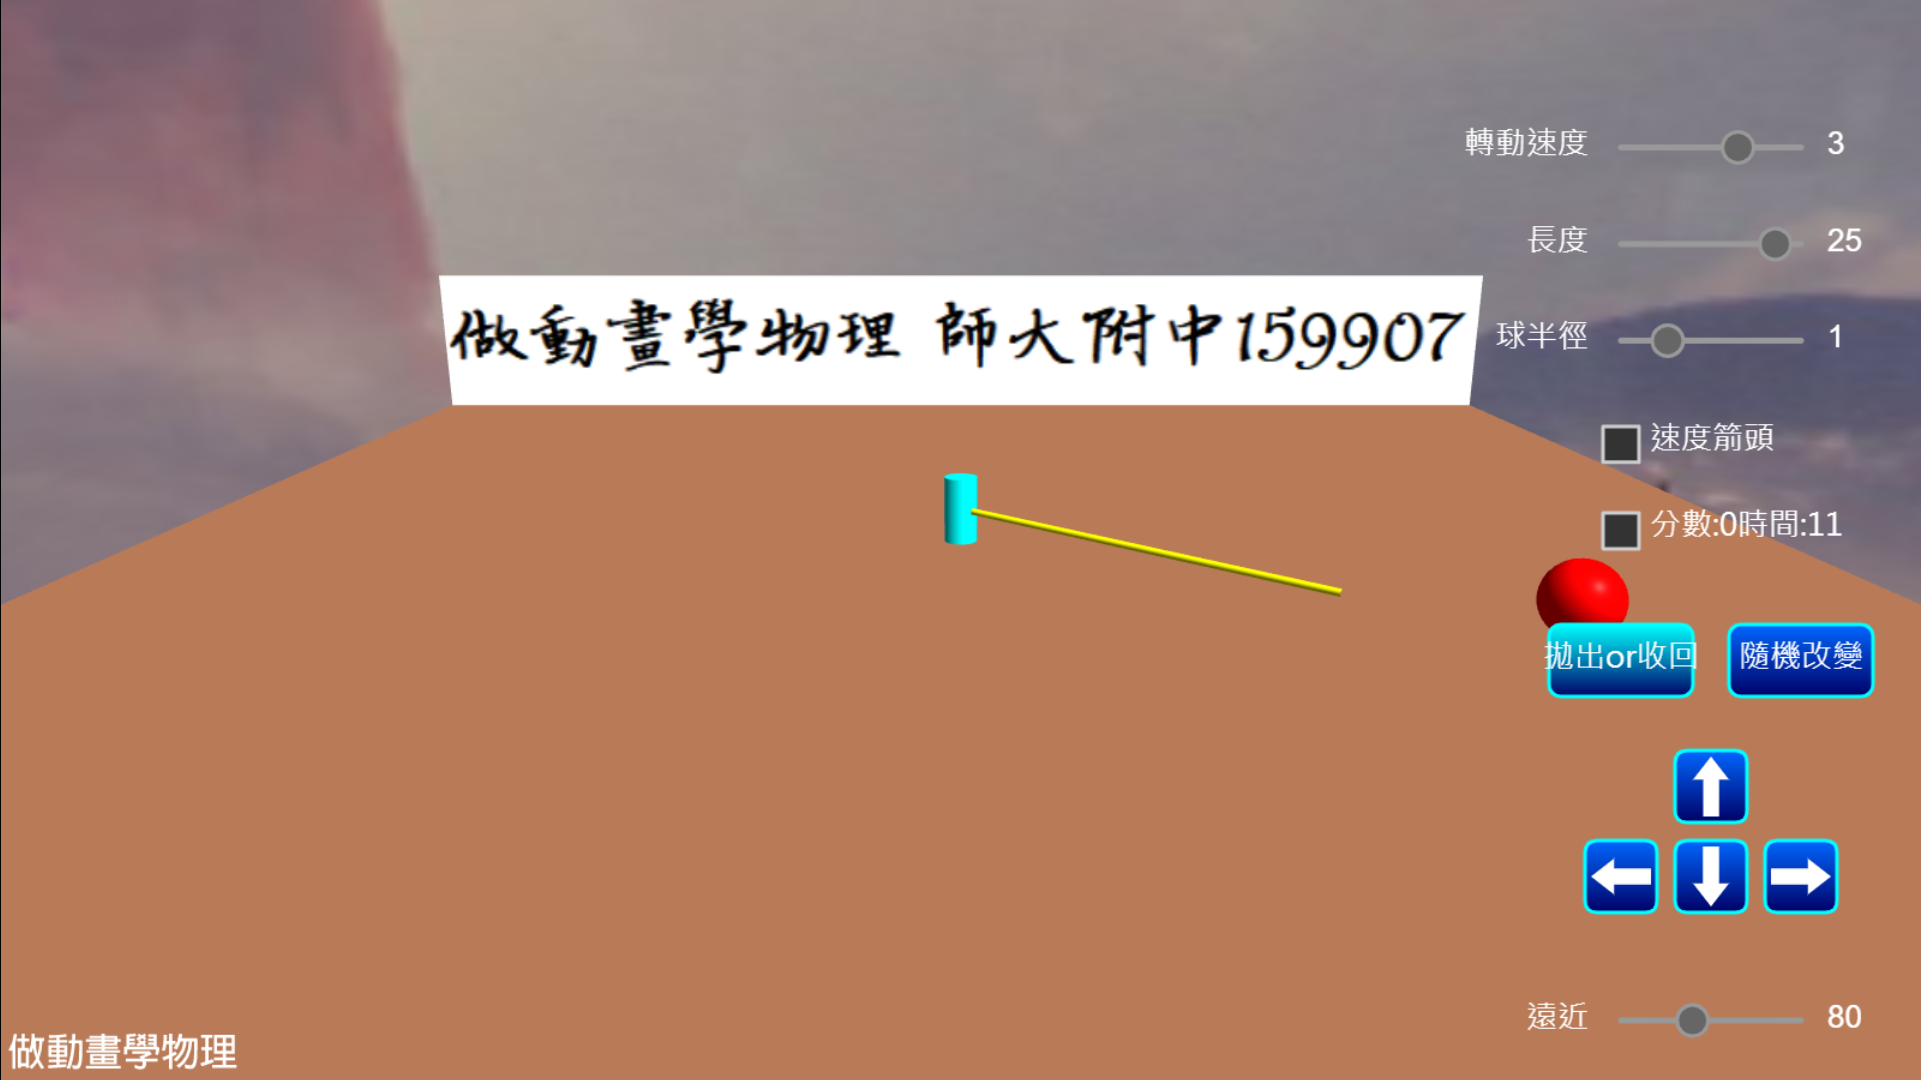 轉動速度 3
長度 25
做動畫學物理 師大附中159907
球半徑 1
速度箭頭
分數:0時間:11
拋出or收回 隨機改變
遠近 80
做動畫學物理